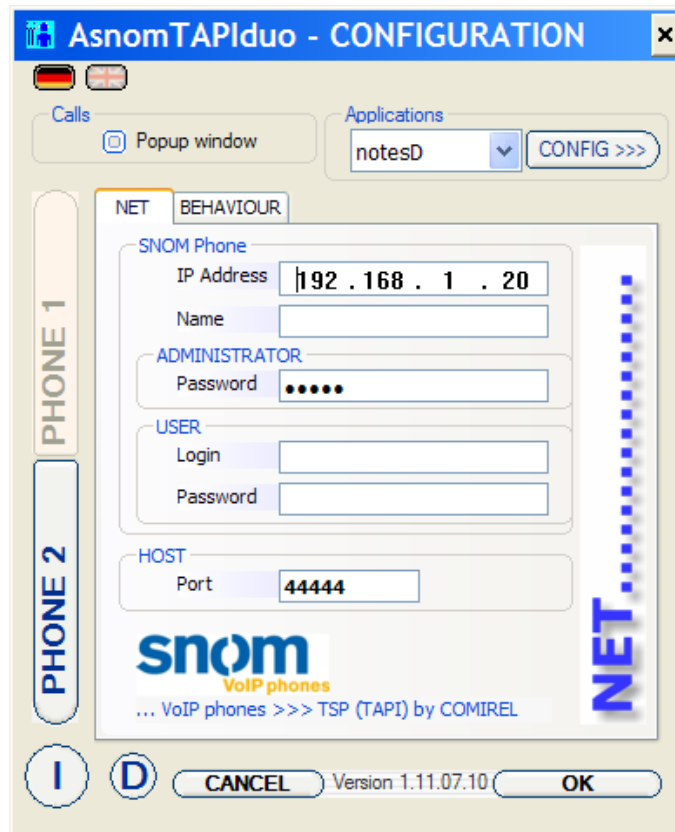 AsnomTAPIduo - CONFIGURATION
Calls
Popup window
Applications
notesD
CONFIG >>>
PHONE 1
PHONE 2
NET
BEHAVIOUR
SNOM Phone
IP Address
192 . 168 . 1 . 20
Name
ADMINISTRATOR
Password
•••••
USER
Login
Password
HOST
Port
44444
snom
VoIP phones
... VoIP phones >>> TSP (TAPI) by COMIREL
NET....................
I
D
CANCEL
Version 1.11.07.10
OK